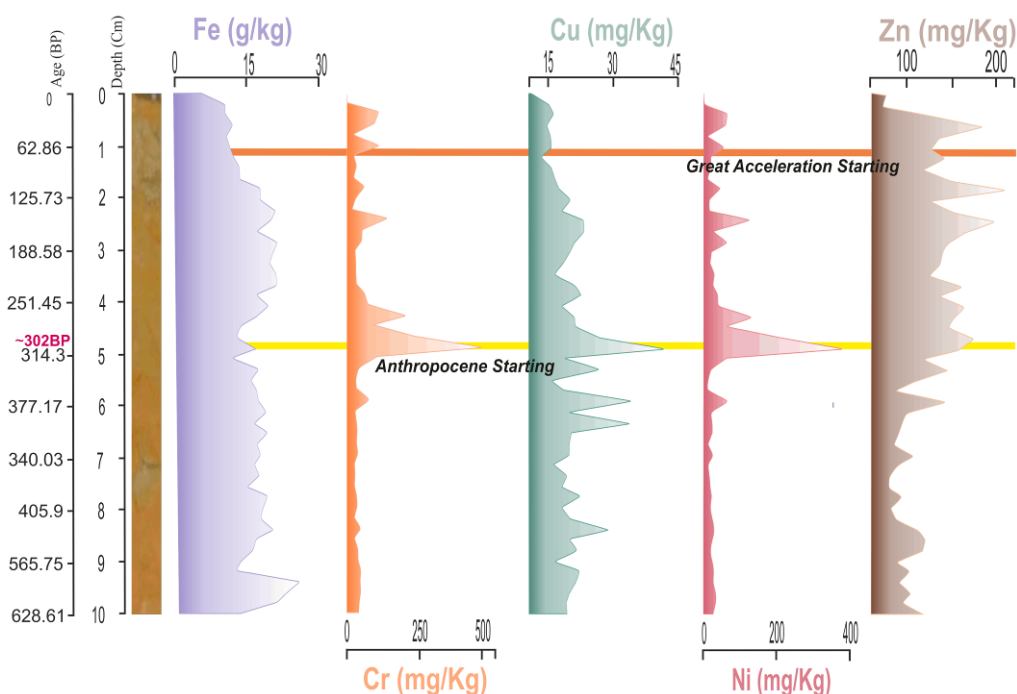 Fe (g/kg)
Cu (mg/Kg)
Zn (mg/Kg)
Age (BP)
Depth (Cm)
0 15 30
15 30 45
100 200
0 0
62.86 1
Great Acceleration Starting
125.73 2
188.58 3
251.45 4
~302BP
314.3 5
Anthropocene Starting
377.17 6
340.03 7
405.9 8
565.75 9
628.61 10
0 250 500
0 200 400
Cr (mg/Kg)
Ni (mg/Kg)